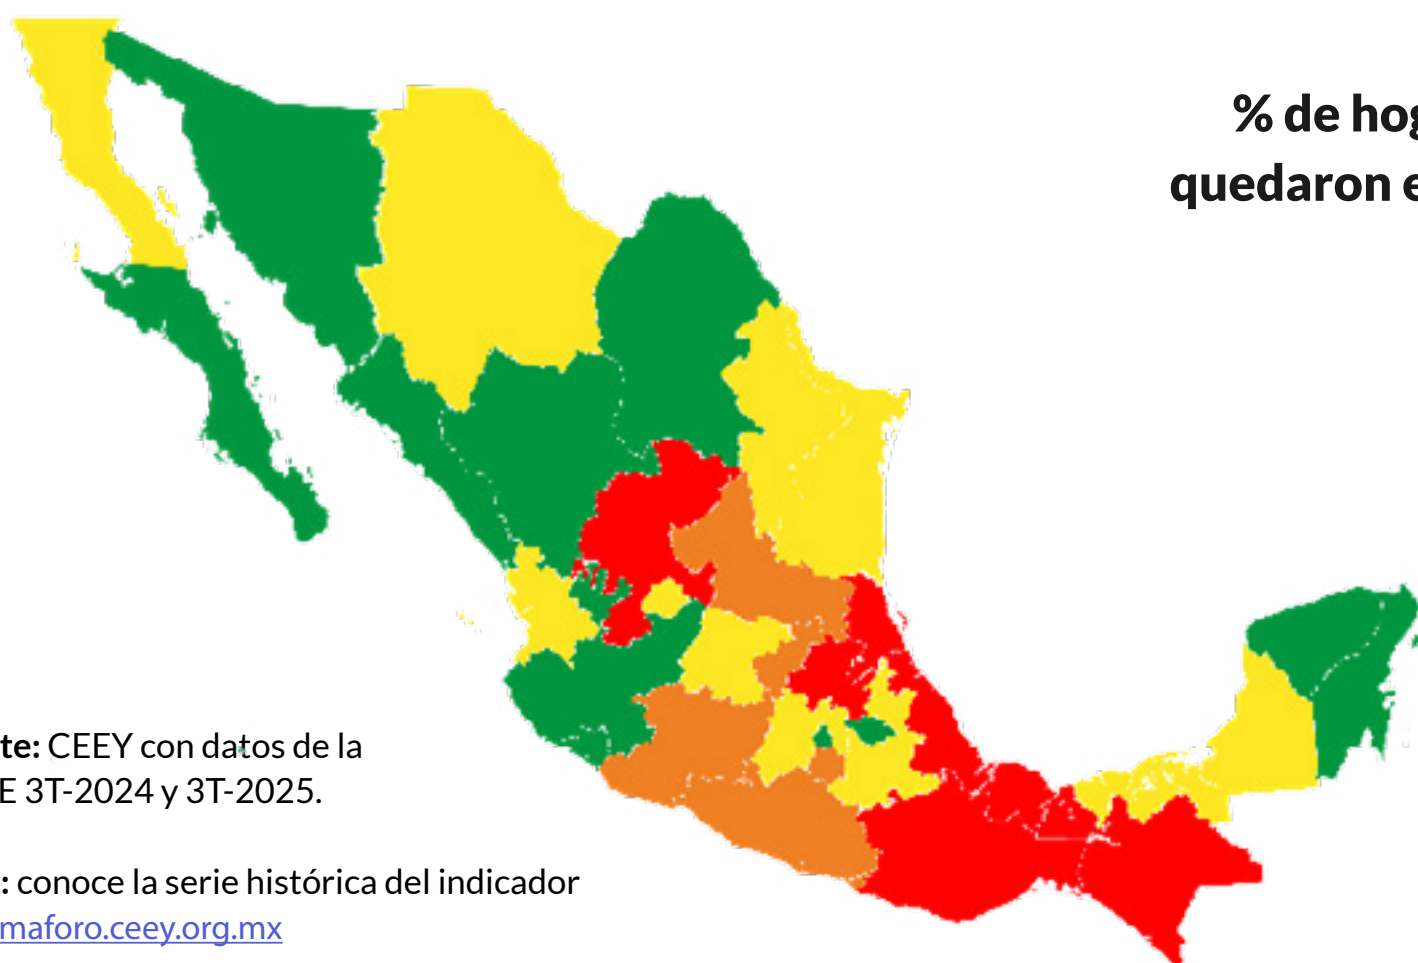 % de hog
quedaron e
te: CEEY con datos de la
E 3T-2024 y 3T-2025.
: conoce la serie histórica del indicador
maforo.ceey.org.mx